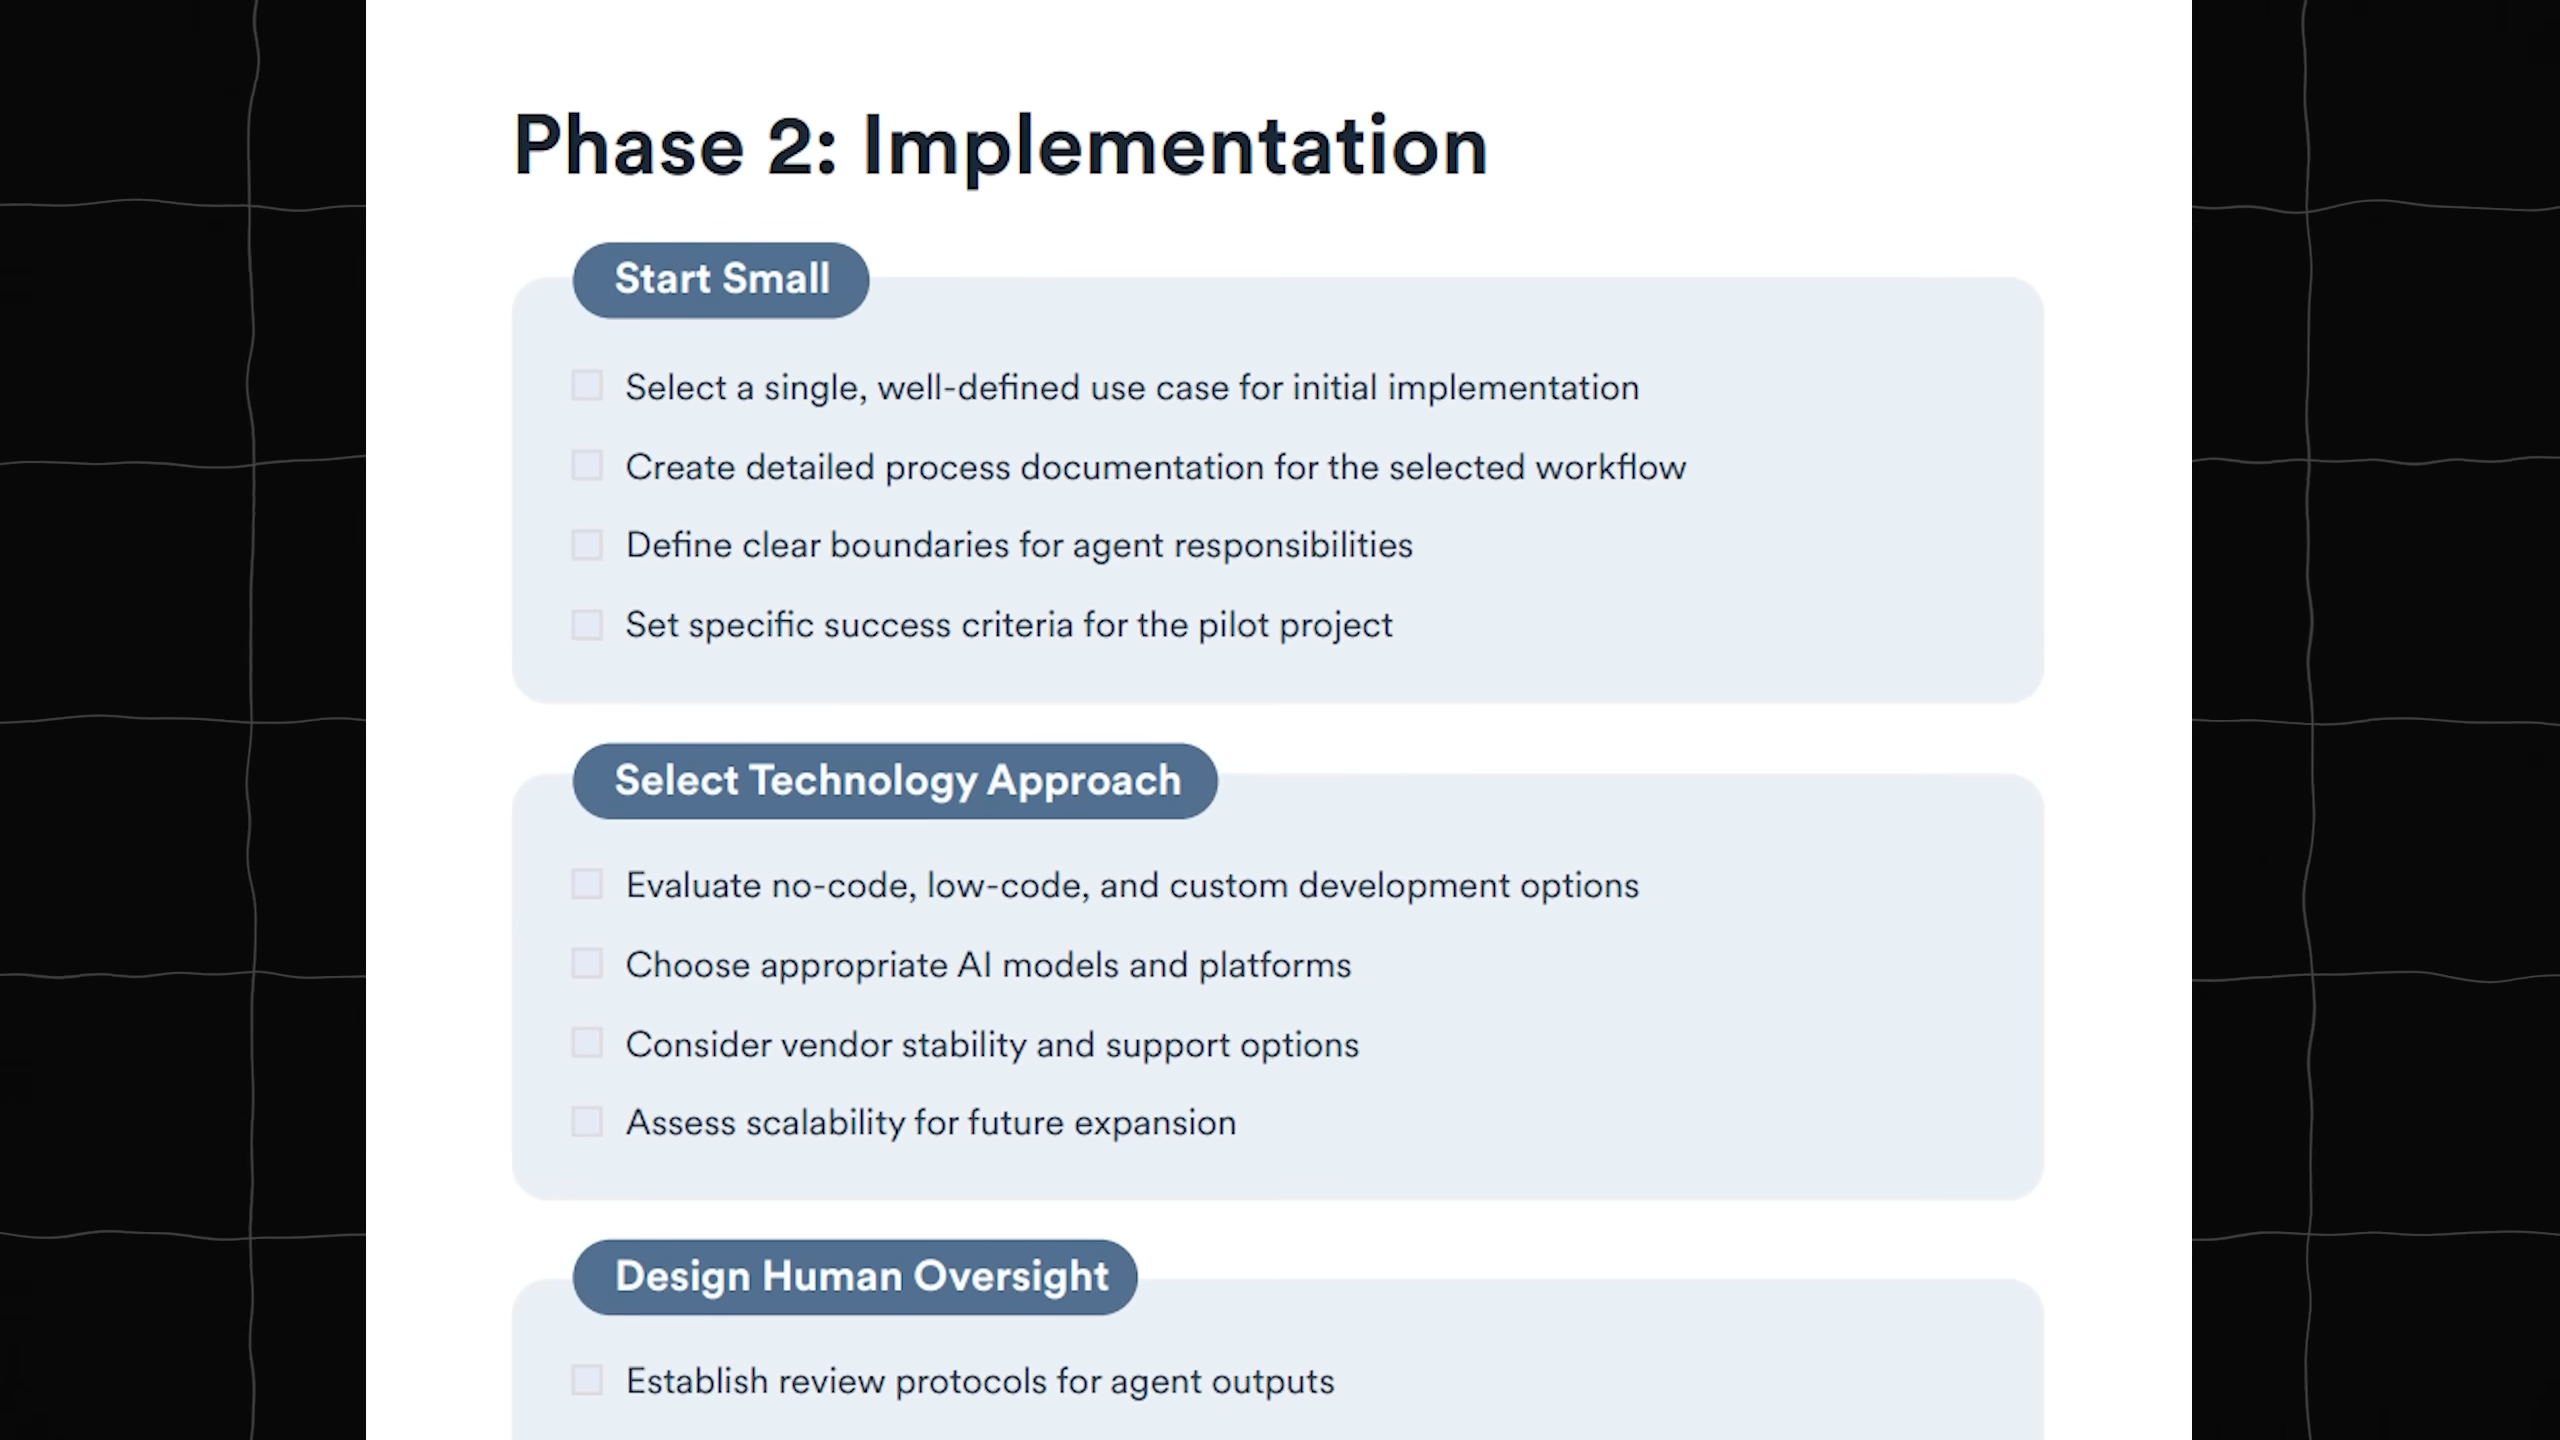 Phase 2: Implementation
Start Small
Select a single, well-defined use case for initial implementation
Create detailed process documentation for the selected workflow
Define clear boundaries for agent responsibilities
Set specific success criteria for the pilot project
Select Technology Approach
Evaluate no-code, low-code, and custom development options
Choose appropriate AI models and platforms
Consider vendor stability and support options
Assess scalability for future expansion
Design Human Oversight
Establish review protocols for agent outputs